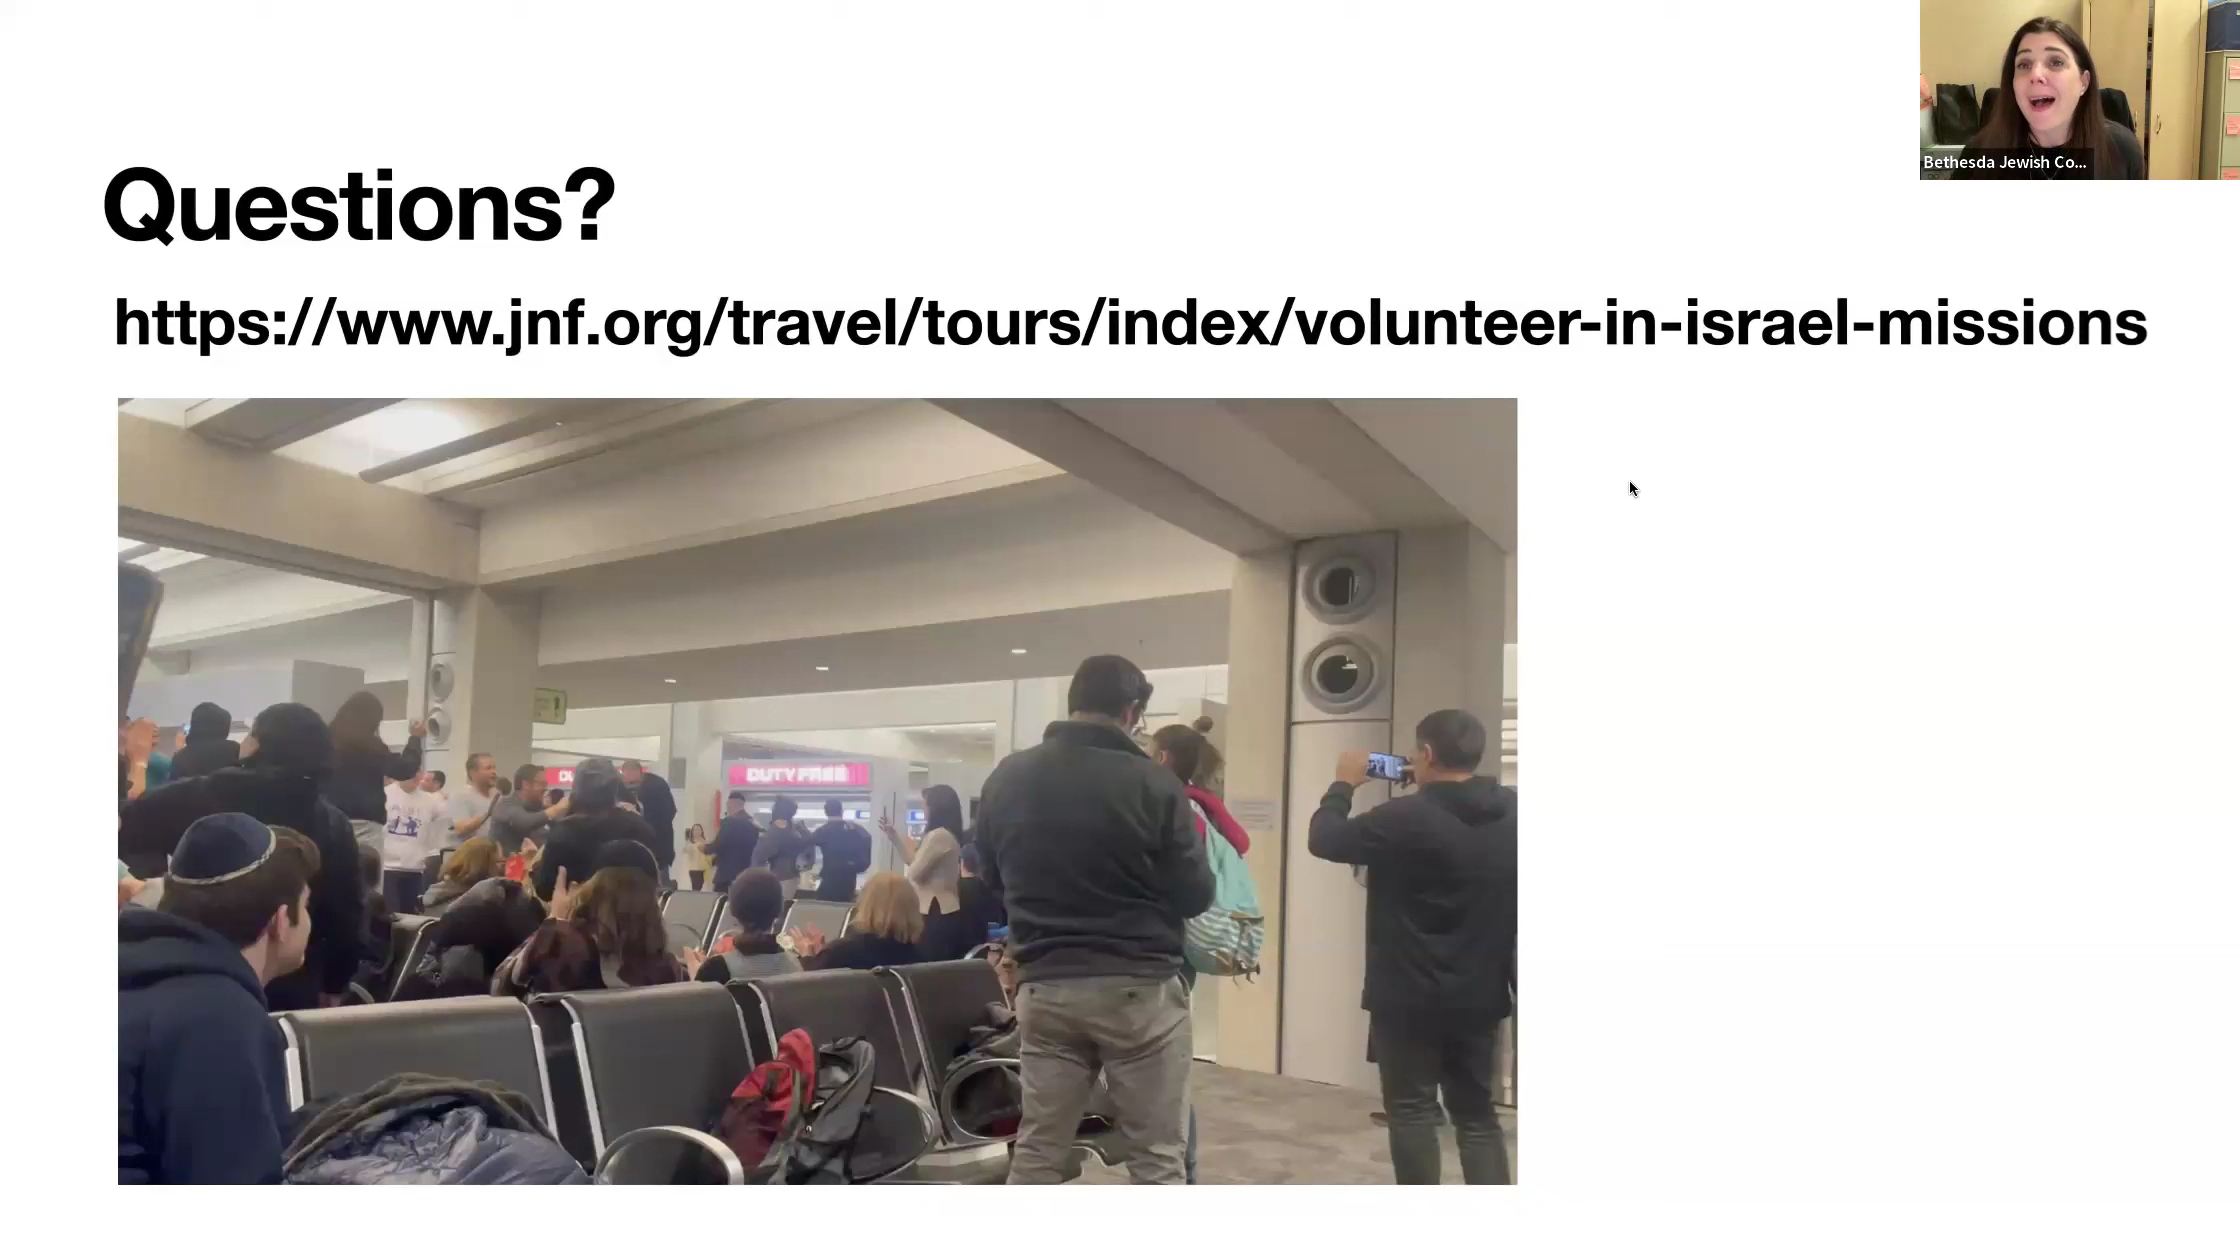 Bethesda Jewish Co...
Questions?
https://www.jnf.org/travel/tours/index/volunteer-in-israel-missions
DUTY FREE